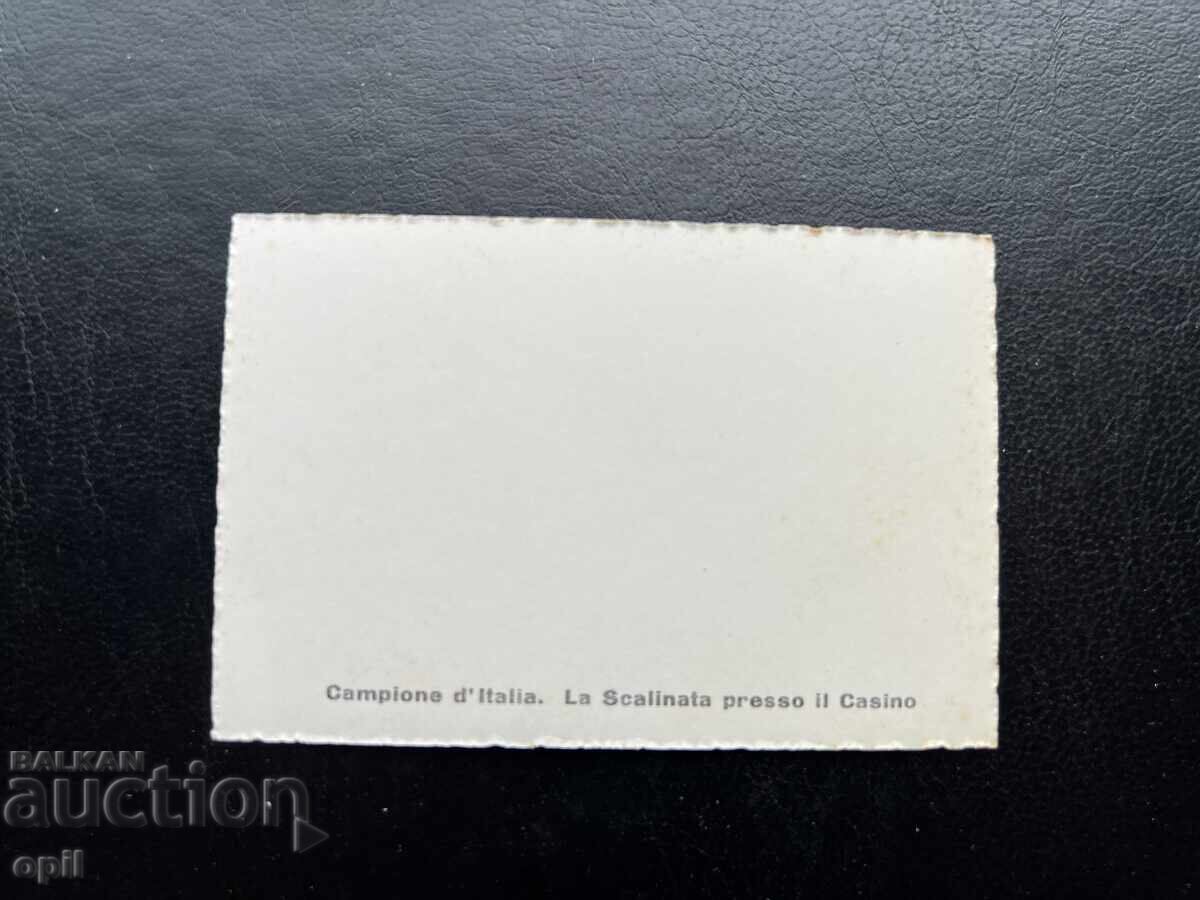 Campione d'Italia. La Scalinata presso il Casino
BALKAN
auction
opil